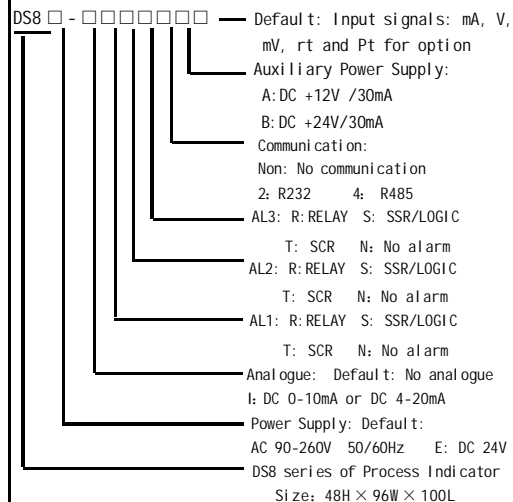 DS8 □ - □□□□□□□ Default: Input signals: mA, V,
mV, rt and Pt for option
Auxiliary Power Supply:
A: DC +12V /30mA
B: DC +24V/30mA
Communication:
Non: No communication
2: R232 4: R485
AL3: R: RELAY S: SSR/LOGIC
T: SCR N: No alarm
AL2: R: RELAY S: SSR/LOGIC
T: SCR N: No alarm
AL1: R: RELAY S: SSR/LOGIC
T: SCR N: No alarm
Analogue: Default: No analogue
I: DC 0-10mA or DC 4-20mA
Power Supply: Default:
AC 90-260V 50/60Hz E: DC 24V
DS8 series of Process Indicator
Size: 48H × 96W × 100L